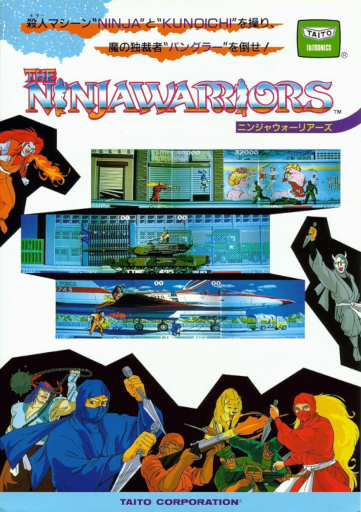 殺人マシーン"NINJA"と"KUNOICHI"を操り、
魔の独裁者"バングラー"を倒せ！
TAITO
TAITRONICS
®
THE
NINJAWARRIORS
TM
ニンジャウォーリアーズ
TAITO CORPORATION®